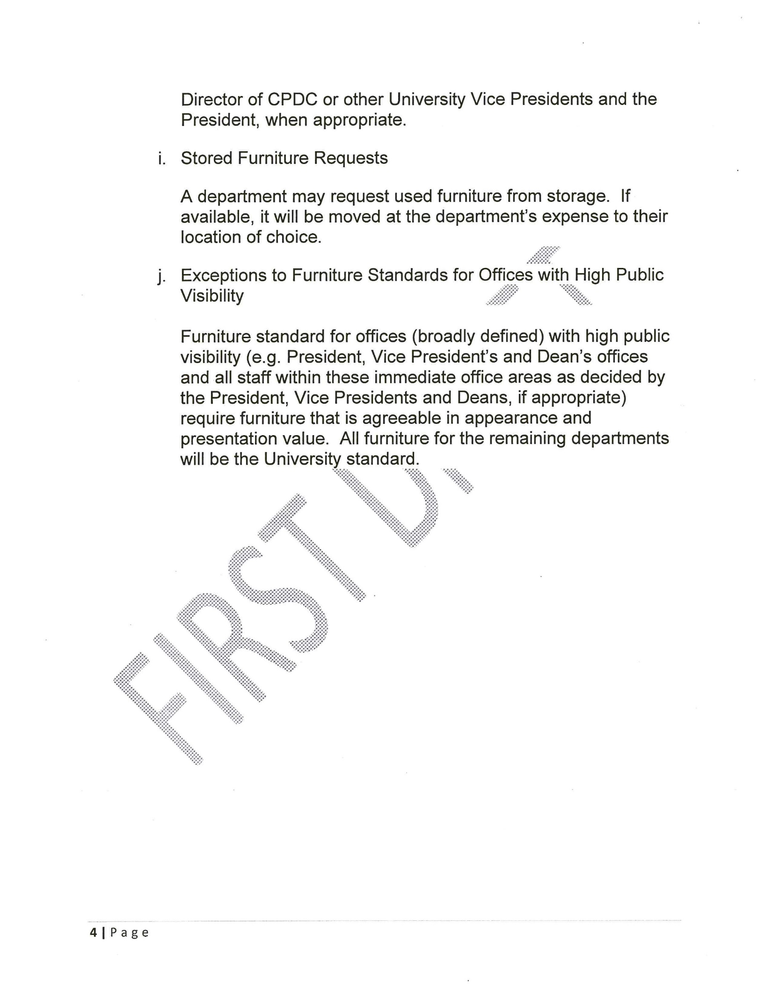 Director of CPDC or other University Vice Presidents and the
President, when appropriate.
i. Stored Furniture Requests
A department may request used furniture from storage. If
available, it will be moved at the department's expense to their
location of choice.
j. Exceptions to Furniture Standards for Offices with High Public
Visibility
Furniture standard for offices (broadly defined) with high public
visibility (e.g. President, Vice President's and Dean's offices
and all staff within these immediate office areas as decided by
the President, Vice Presidents and Deans, if appropriate)
require furniture that is agreeable in appearance and
presentation value. All furniture for the remaining departments
will be the University standard.
FIRST
4 | Page